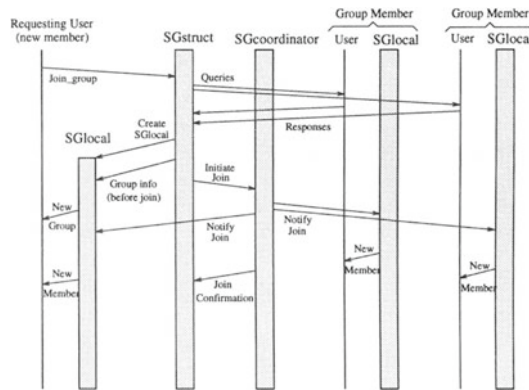 Requesting User
(new member)
SGstruct
SGcoordinator
Group Member
User
SGlocal
Group Member
User
SGlocal
Join_group
Queries
Responses
Create
SGlocal
SGlocal
Group info
(before join)
Initiate
Join
New
Group
Notify
Join
Notify
Join
New
Member
New
Member
New
Member
Join
Confirmation